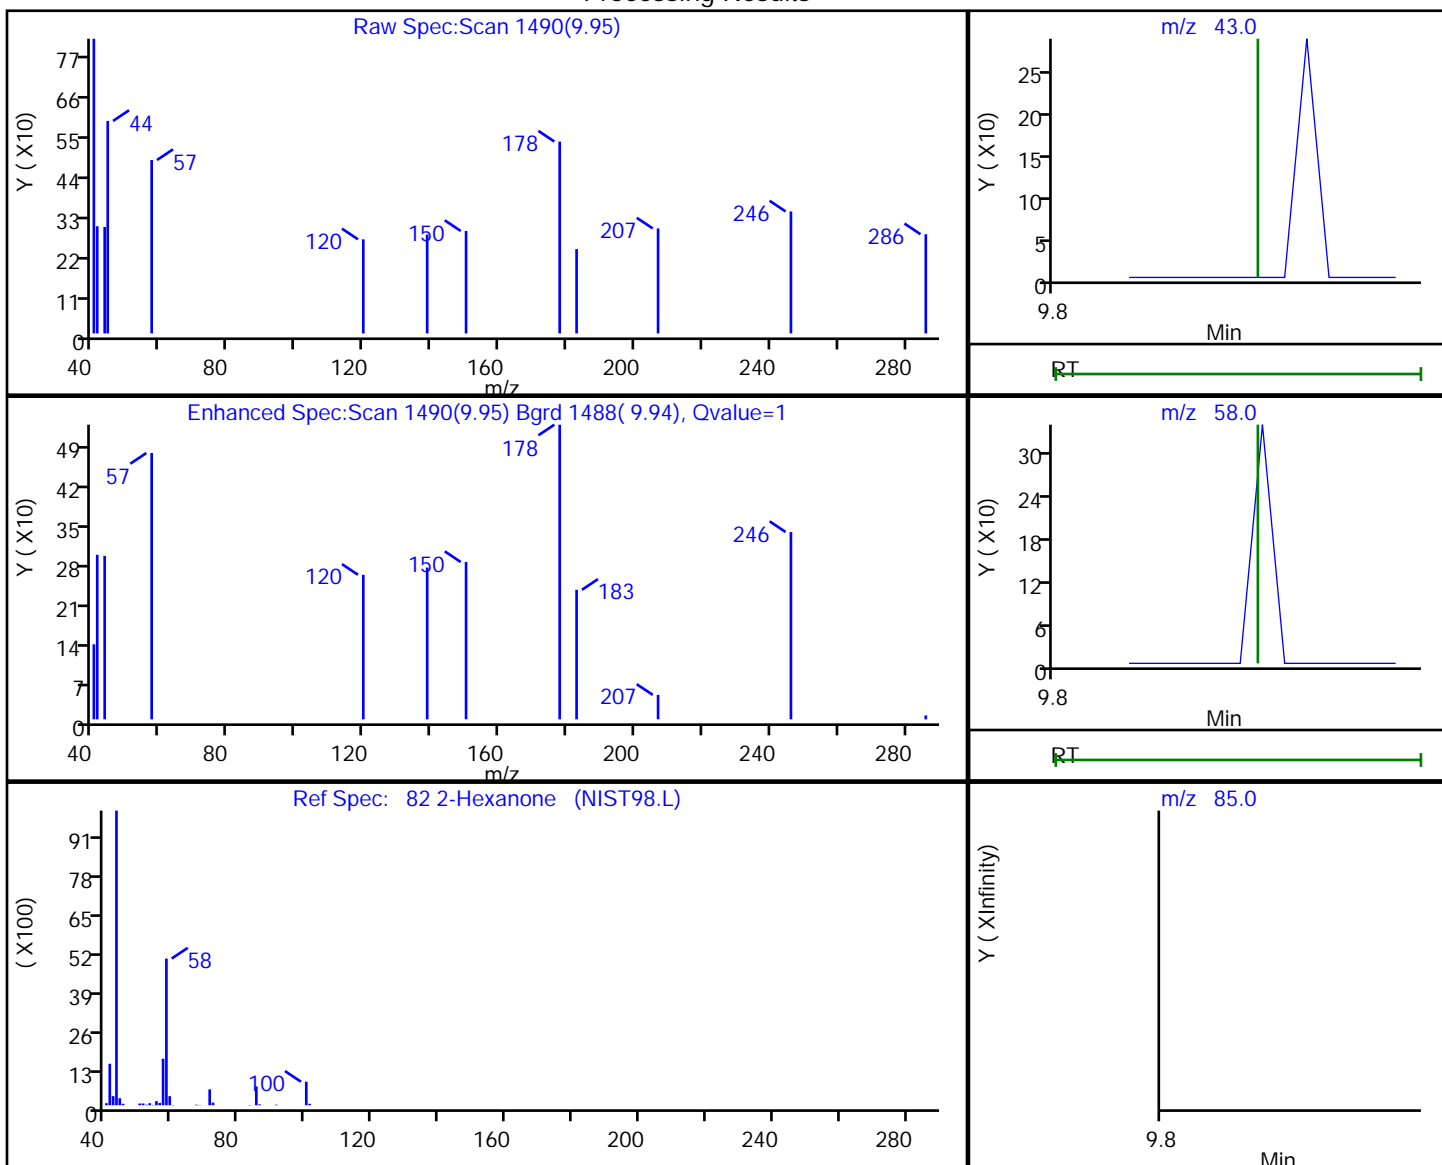 Processing Results
Raw Spec:Scan 1490(9.95)
Y ( X10)
77
66
55
44
33
22
11
0
44
57
120
150
178
207
246
286
40 80 120 160 200 240 280
m/z
m/z 43.0
Y ( X10)
25
20
15
10
5
0
9.8
Min
RT
Enhanced Spec:Scan 1490(9.95) Bgrd 1488( 9.94), Qvalue=1
Y ( X10)
49
42
35
28
21
14
7
0
57
120
150
178
183
207
246
40 80 120 160 200 240 280
m/z
m/z 58.0
Y ( X10)
30
24
18
12
6
0
9.8
Min
RT
Ref Spec: 82 2-Hexanone (NIST98.L)
( X100)
91
78
65
52
39
26
13
0
58
100
40 80 120 160 200 240 280
m/z 85.0
Y ( XInfinity)
9.8
Min